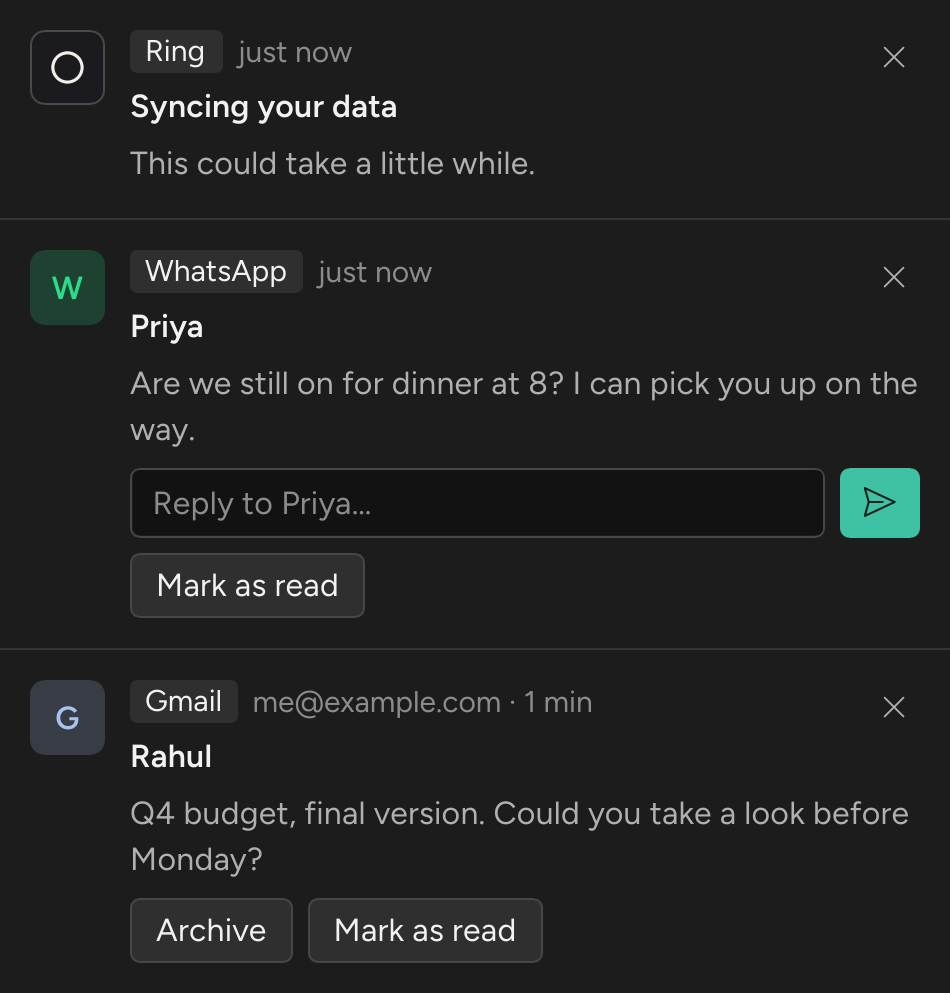 Ring just now
Syncing your data
This could take a little while.
W
WhatsApp just now
Priya
Are we still on for dinner at 8? I can pick you up on the
way.
Reply to Priya...
Mark as read
G
Gmail me@example.com · 1 min
Rahul
Q4 budget, final version. Could you take a look before
Monday?
Archive Mark as read